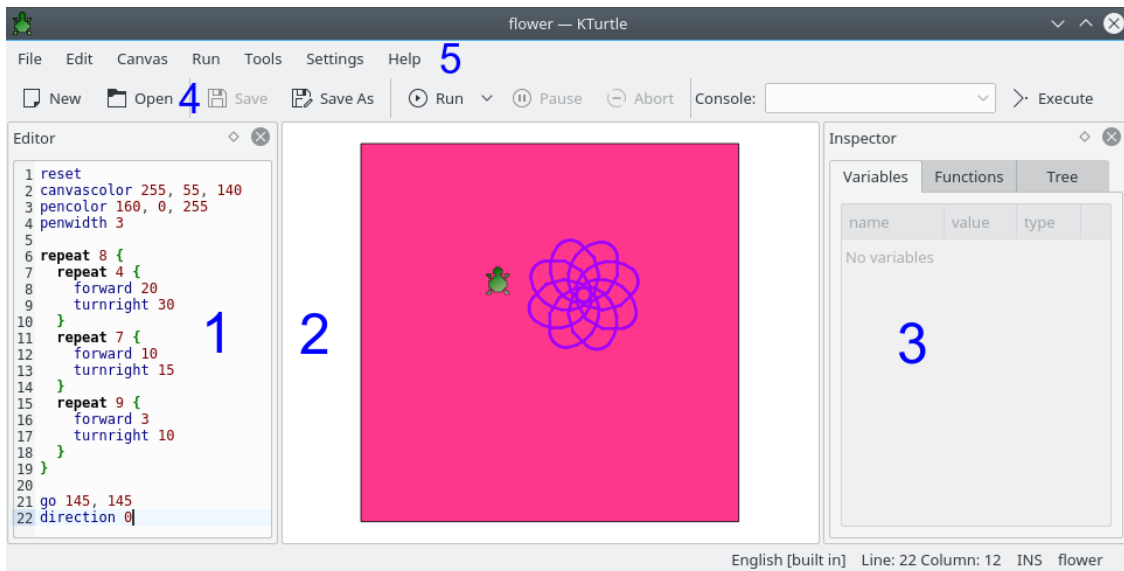 flower — KTurtle
File Edit Canvas Run Tools Settings Help 5
New Open 4 Save Save As Run Pause Abort Console: Execute
Editor
1 reset
2 canvascolor 255, 55, 140
3 pencolor 160, 0, 255
4 penwidth 3
5
6 repeat 8 {
7 repeat 4 {
8 forward 20
9 turnright 30
10 }
11 repeat 7 {
12 forward 10
13 turnright 15
14 }
15 repeat 9 {
16 forward 3
17 turnright 10
18 }
19 }
20
21 go 145, 145
22 direction 0
1
2
Inspector
Variables Functions Tree
name value type
No variables
3
English [built in] Line: 22 Column: 12 INS flower